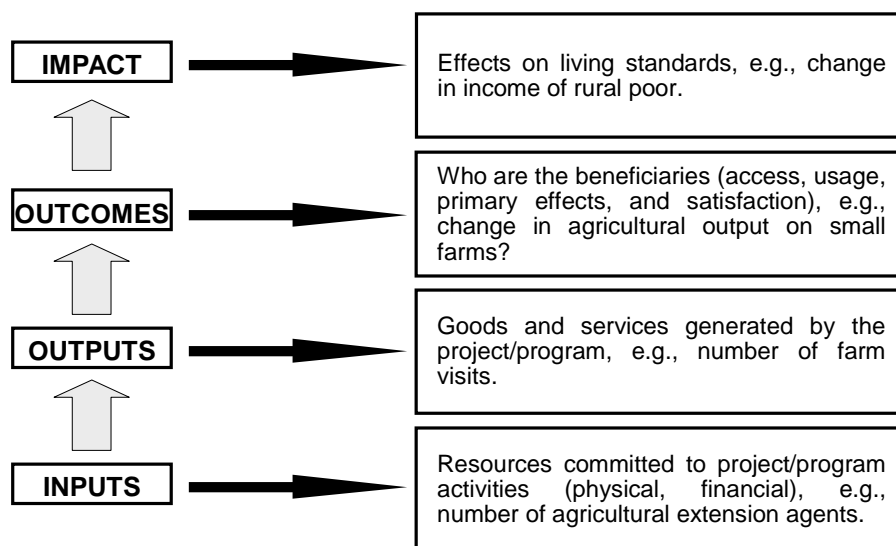 IMPACT
Effects on living standards, e.g., change
in income of rural poor.
OUTCOMES
Who are the beneficiaries (access, usage,
primary effects, and satisfaction), e.g.,
change in agricultural output on small
farms?
OUTPUTS
Goods and services generated by the
project/program, e.g., number of farm
visits.
INPUTS
Resources committed to project/program
activities (physical, financial), e.g.,
number of agricultural extension agents.